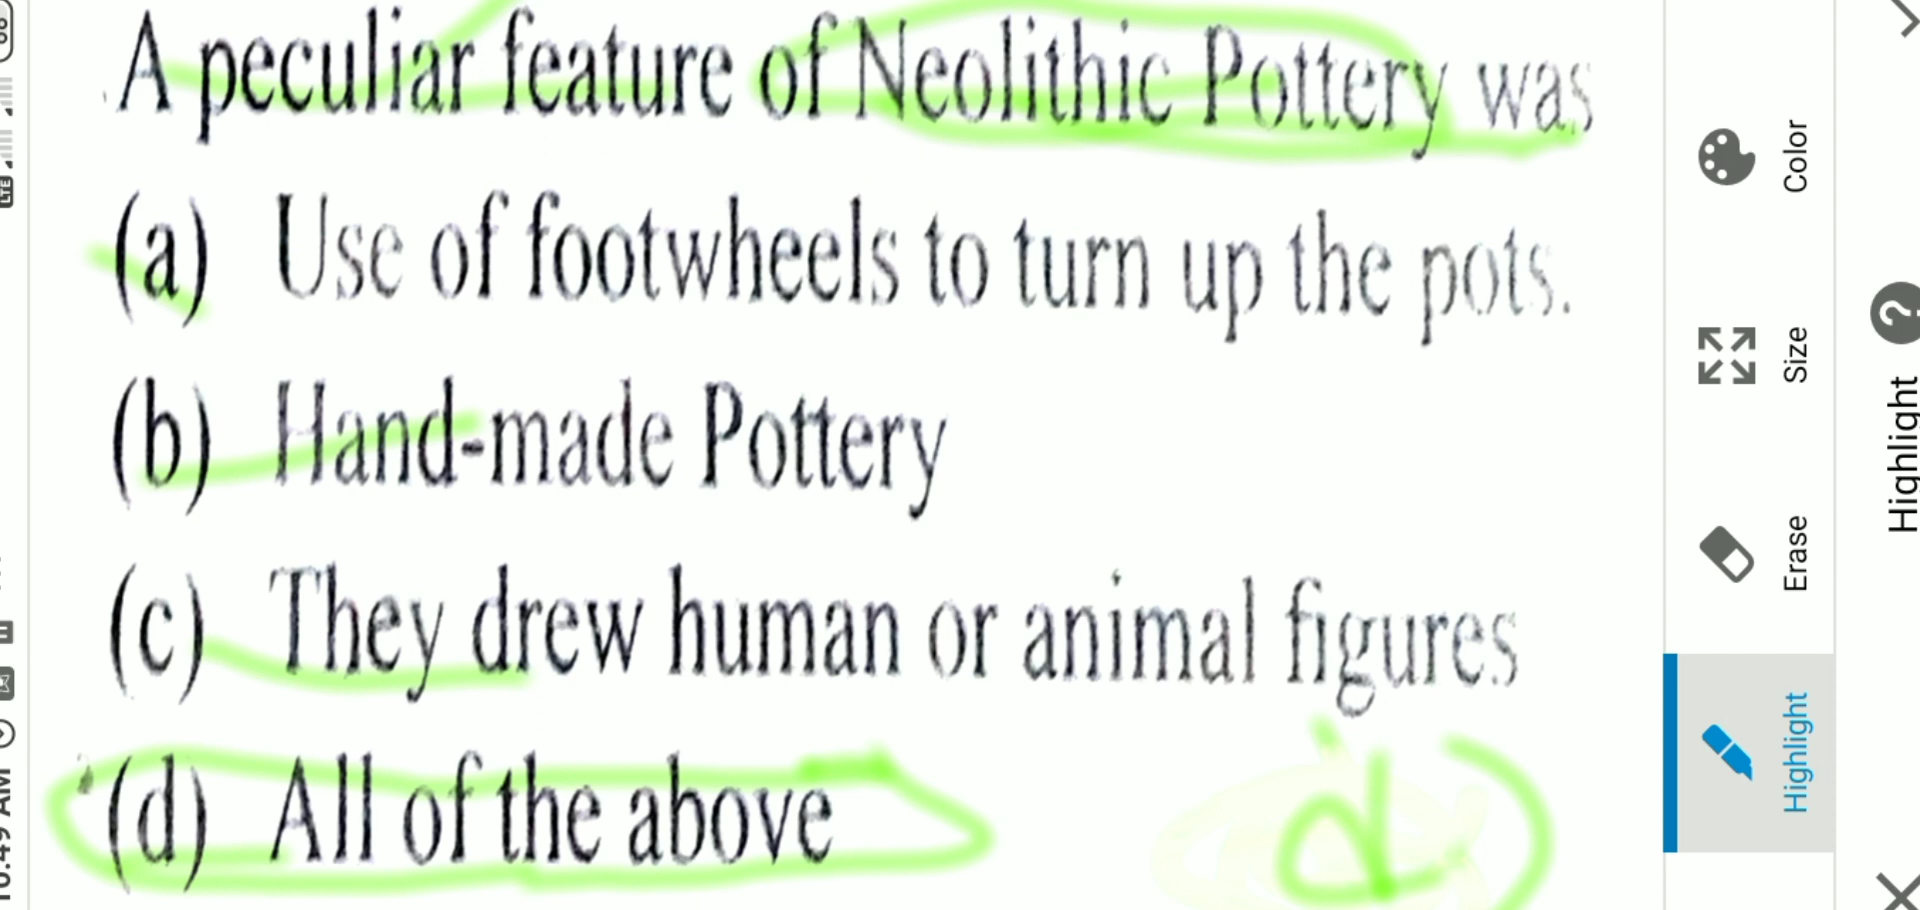 A peculiar feature of Neolithic Pottery was
(a) Use of footwheels to turn up the pots.
(b) Hand-made Pottery
(c) They drew human or animal figures
(d) All of the above
d)
Color
Size
Erase
Highlight
Highlight
LTE